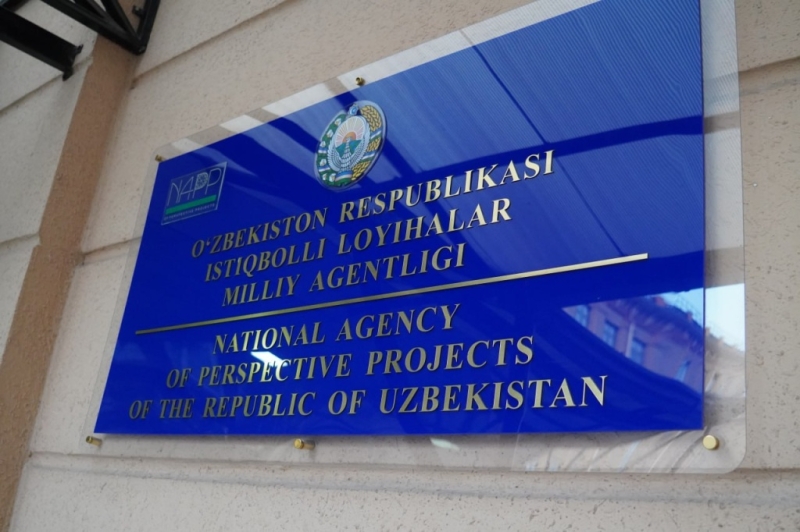 NAPP
O‘ZBEKISTON RESPUBLIKASI
ISTIQBOLLI LOYIHALAR
MILLIY AGENTLIGI
NATIONAL AGENCY
OF PERSPECTIVE PROJECTS
OF THE REPUBLIC OF UZBEKISTAN